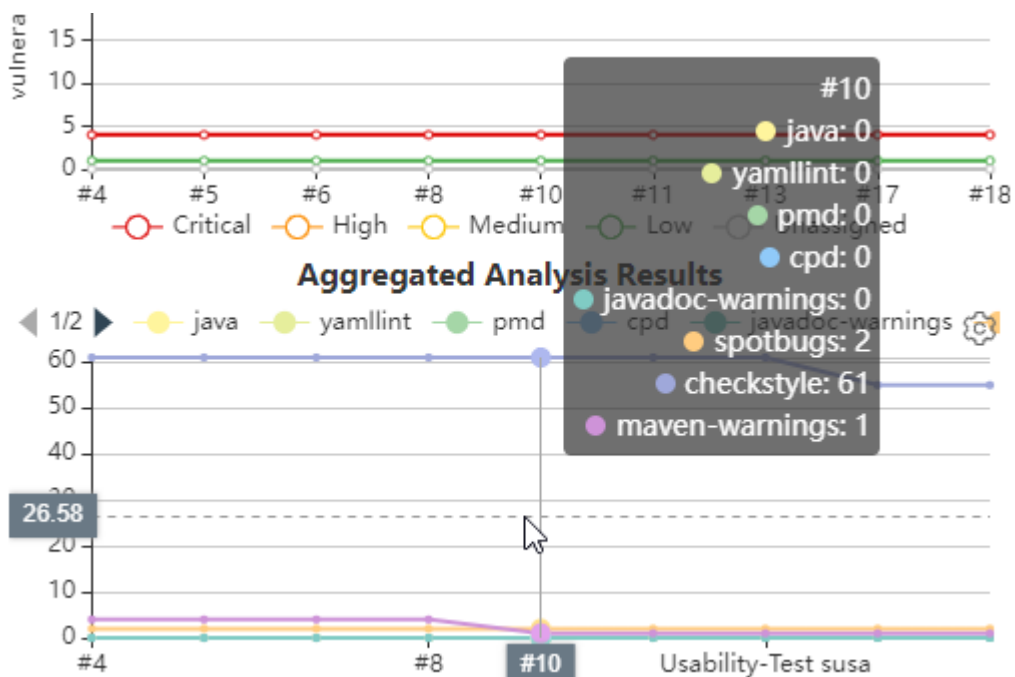 vulnera
15
10
5
0
#4 #5 #6 #8 #10 #11 #13 #17 #18
Critical High Medium Low Unassigned
Aggregated Analysis Results
1/2 java yamllint pmd cpd javadoc-warnings
60
50
40
30
26.58
20
10
0
#4 #8 #10 Usability-Test susa
#10
java: 0
yamllint: 0
pmd: 0
cpd: 0
javadoc-warnings: 0
spotbugs: 2
checkstyle: 61
maven-warnings: 1